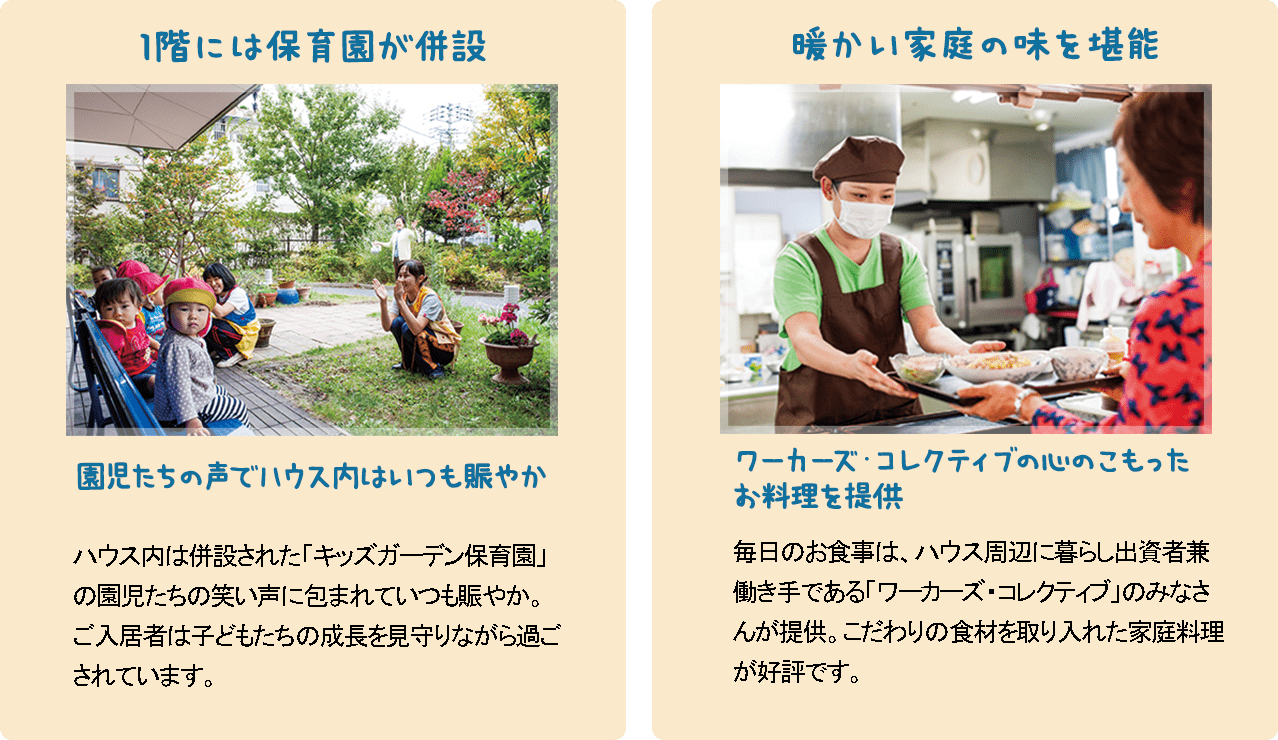 1階には保育園が併設
園児たちの声でハウス内はいつも賑やか
ハウス内は併設された「キッズガーデン保育園」
の園児たちの笑い声に包まれていつも賑やか。
ご入居者は子どもたちの成長を見守りながら過ご
されています。
暖かい家庭の味を堪能
ワーカーズ・コレクティブの心のこもった
お料理を提供
毎日のお食事は、ハウス周辺に暮らし出資者兼
働き手である「ワーカーズ・コレクティブ」のみなさ
んが提供。こだわりの食材を取り入れた家庭料理
が好評です。